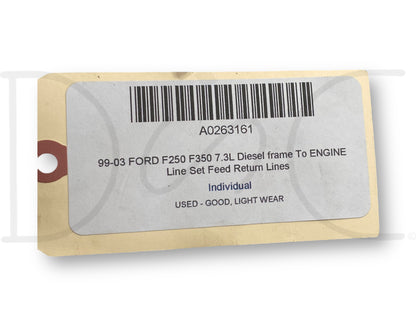 A0263161
99-03 FORD F250 F350 7.3L Diesel frame To ENGINE
Line Set Feed Return Lines
Individual
USED - GOOD, LIGHT WEAR